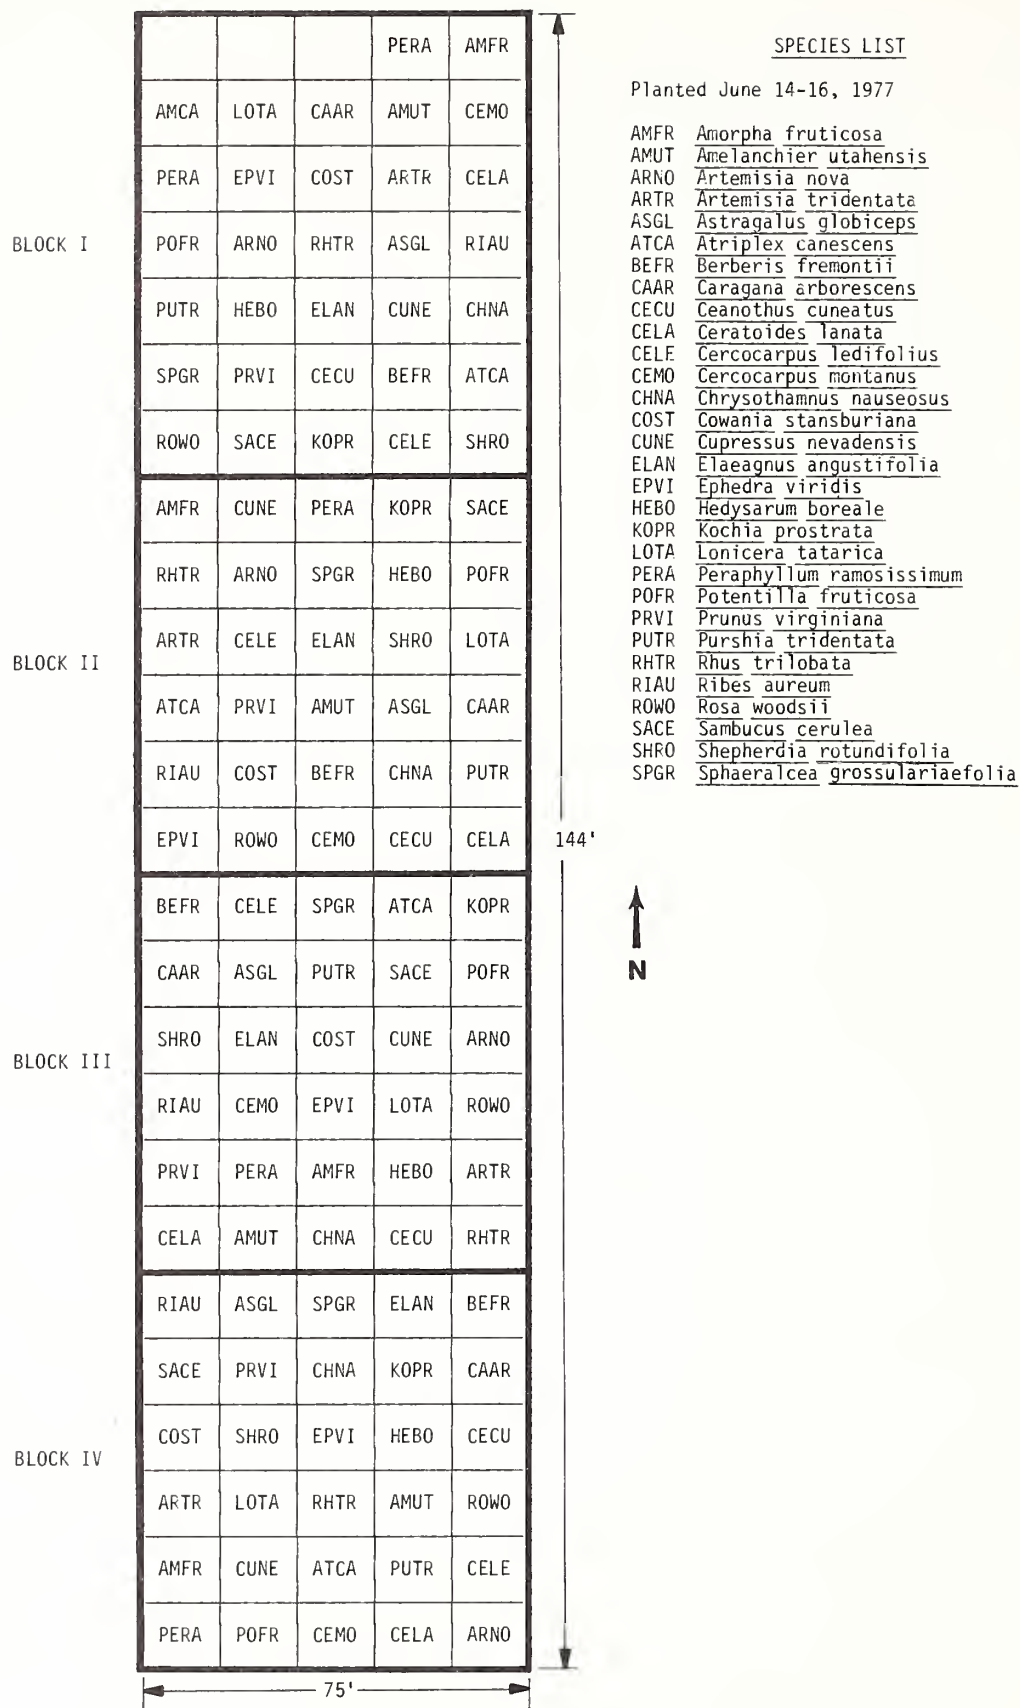 PERA AMFR
AMCA LOTA CAAR AMUT CEMO
PERA EPVI COST ARTR CELA
BLOCK I
POFR ARNO RHTR ASGL RIAU
PUTR HEBO ELAN CUNE CHNA
SPGR PRVI CECU BEFR ATCA
ROWO SACE KOPR CELE SHRO
AMFR CUNE PERA KOPR SACE
RHTR ARNO SPGR HEBO POFR
ARTR CELE ELAN SHRO LOTA
BLOCK II
ATCA PRVI AMUT ASGL CAAR
RIAU COST BEFR CHNA PUTR
EPVI ROWO CEMO CECU CELA
BEFR CELE SPGR ATCA KOPR
CAAR ASGL PUTR SACE POFR
SHRO ELAN COST CUNE ARNO
BLOCK III
RIAU CEMO EPVI LOTA ROWO
PRVI PERA AMFR HEBO ARTR
CELA AMUT CHNA CECU RHTR
RIAU ASGL SPGR ELAN BEFR
SACE PRVI CHNA KOPR CAAR
COST SHRO EPVI HEBO CECU
BLOCK IV
ARTR LOTA RHTR AMUT ROWO
AMFR CUNE ATCA PUTR CELE
PERA POFR CEMO CELA ARNO
75'
144'
SPECIES LIST
Planted June 14-16, 1977
AMFR Amorpha fruticosa
AMUT Amelanchier utahensis
ARNO Artemisia nova
ARTR Artemisia tridentata
ASGL Astragalus globiceps
ATCA Atriplex canescens
BEFR Berberis fremontii
CAAR Caragana arborescens
CECU Ceanothus cuneatus
CELA Ceratoides lanata
CELE Cercocarpus ledifolius
CEMO Cercocarpus montanus
CHNA Chrysothamnus nauseosus
COST Cowania stansburiana
CUNE Cupressus nevadensis
ELAN Elaeagnus angustifolia
EPVI Ephedra viridis
HEBO Hedysarum boreale
KOPR Kochia prostrata
LOTA Lonicera tatarica
PERA Peraphyllum ramosissimum
POFR Potentilla fruticosa
PRVI Prunus virginiana
PUTR Purshia tridentata
RHTR Rhus trilobata
RIAU Ribes aureum
ROWO Rosa woodsii
SACE Sambucus cerulea
SHRO Shepherdia rotundifolia
SPGR Sphaeralcea grossulariaefolia
N